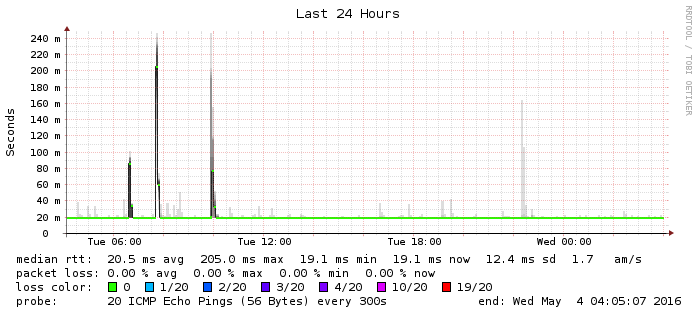 Last 24 Hours
RRDTOOL / TOBI OETIKER
Seconds
240 m
220 m
200 m
180 m
160 m
140 m
120 m
100 m
80 m
60 m
40 m
20 m
0
Tue 06:00 Tue 12:00 Tue 18:00 Wed 00:00
median rtt: 20.5 ms avg 205.0 ms max 19.1 ms min 19.1 ms now 12.4 ms sd 1.7 am/s
packet loss: 0.00 % avg 0.00 % max 0.00 % min 0.00 % now
loss color: 0 1/20 2/20 3/20 4/20 10/20 19/20
probe: 20 ICMP Echo Pings (56 Bytes) every 300s end: Wed May 4 04:05:07 2016